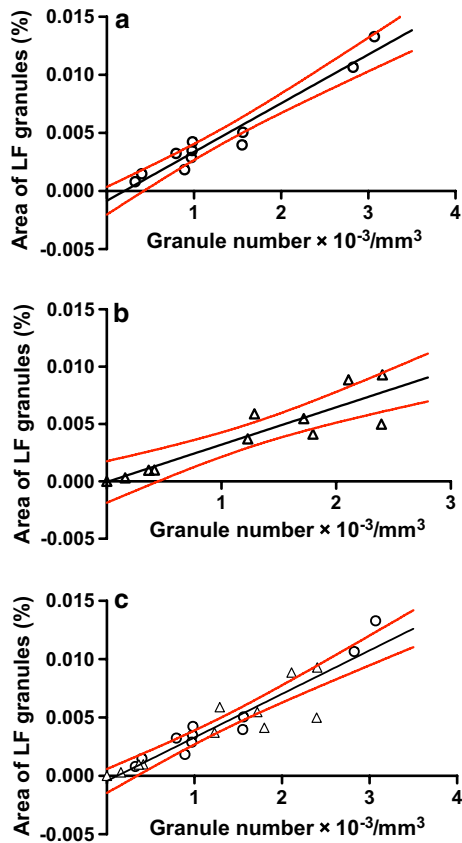 a
Area of LF granules (%)
0.015
0.010
0.005
0.000
-0.005
1 2 3 4
Granule number × 10⁻³/mm³
b
Area of LF granules (%)
0.015
0.010
0.005
0.000
-0.005
1 2 3
Granule number × 10⁻³/mm³
c
Area of LF granules (%)
0.015
0.010
0.005
0.000
-0.005
1 2 3 4
Granule number × 10⁻³/mm³